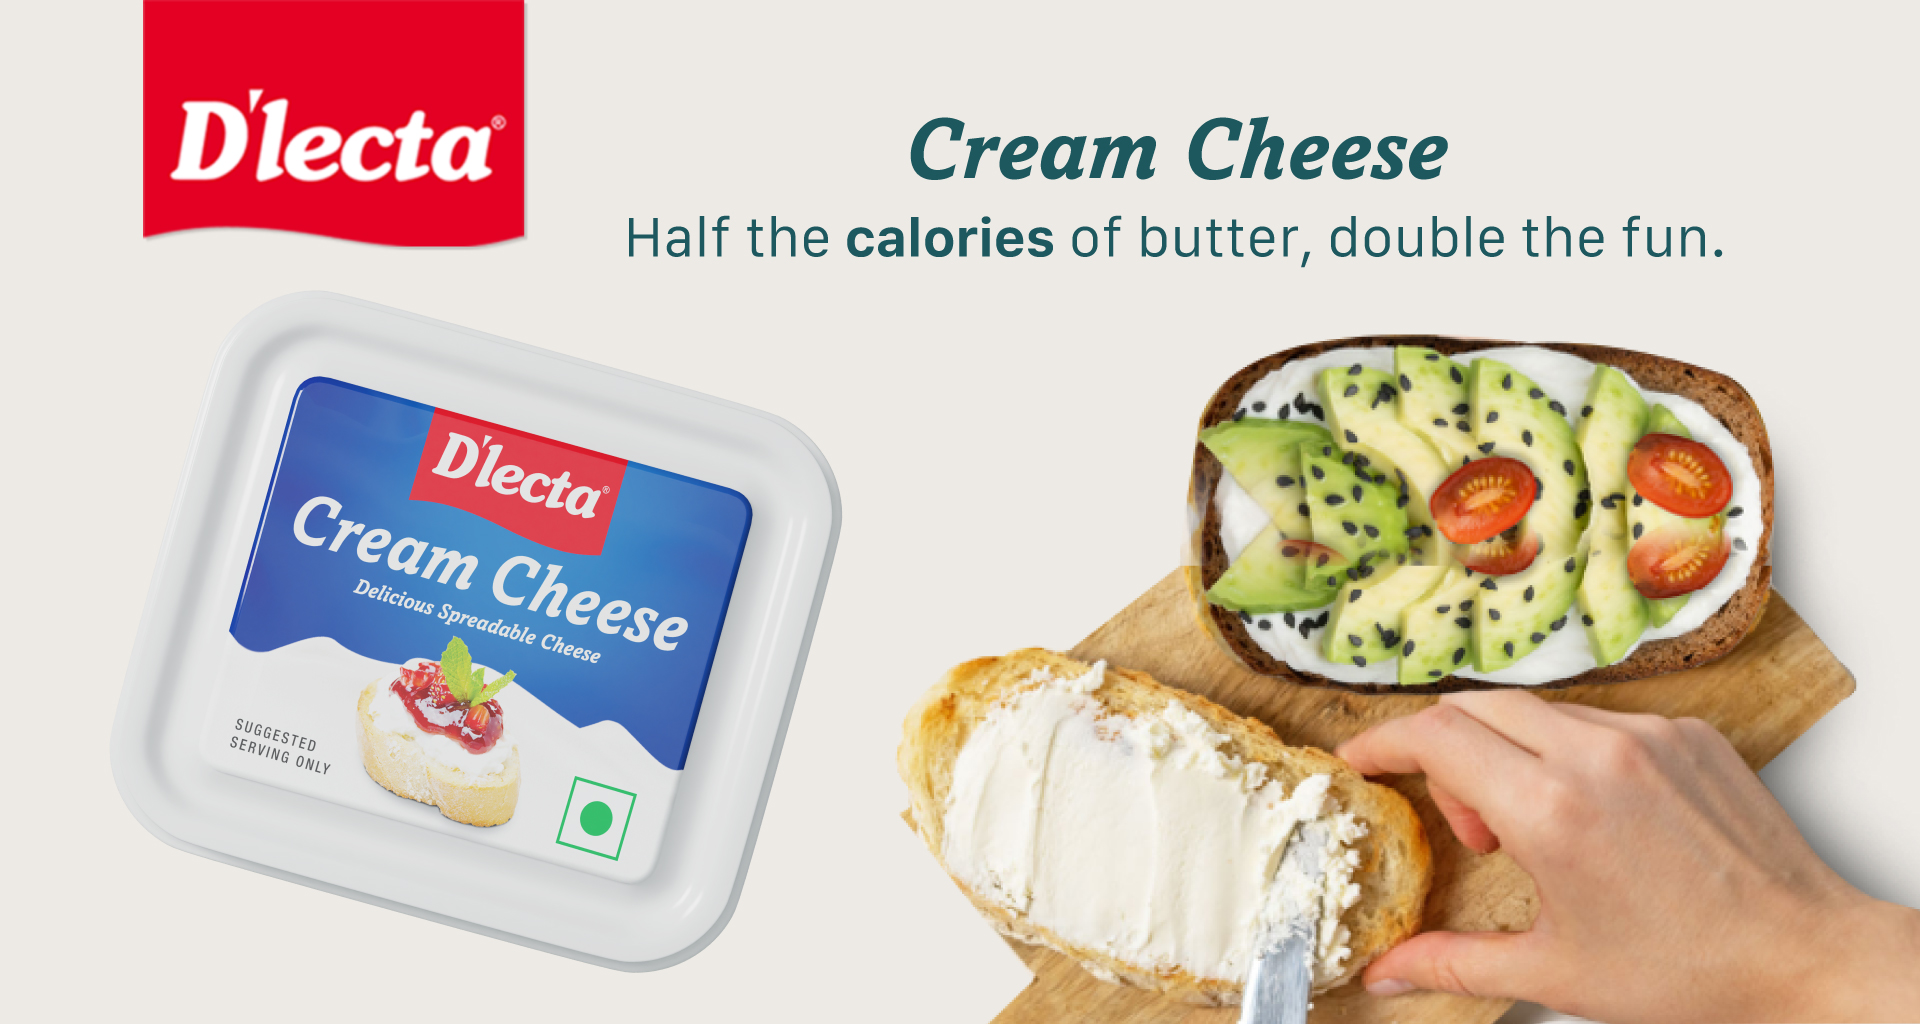 D'lecta®
Cream Cheese
Half the calories of butter, double the fun.
D'lecta®
Cream Cheese
Delicious Spreadable Cheese
SUGGESTED
SERVING ONLY